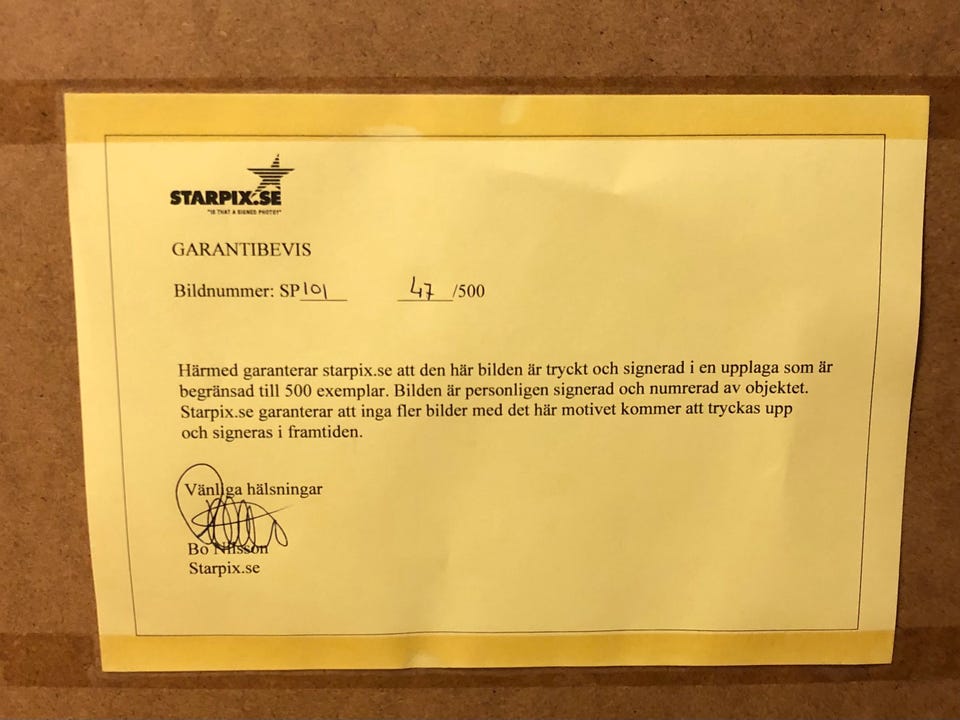 STARPIX.SE
"IS THAT A SIGNED PHOTO?"
GARANTIBEVIS
Bildnummer: SP101 47/500
Härmed garanterar starpix.se att den här bilden är tryckt och signerad i en upplaga som är
begränsad till 500 exemplar. Bilden är personligen signerad och numrerad av objektet.
Starpix.se garanterar att inga fler bilder med det här motivet kommer att tryckas upp
och signeras i framtiden.
Vänliga hälsningar
Bo Nilsson
Starpix.se